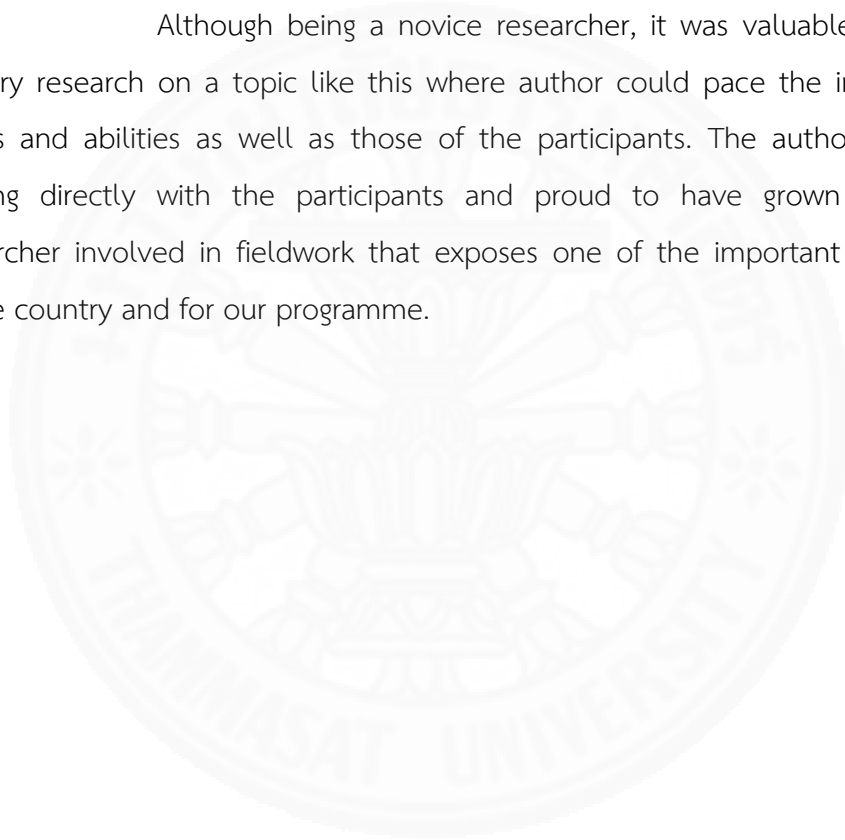 Although being a novice researcher, it was valuable
ry research on a topic like this where author could pace the i
s and abilities as well as those of the participants. The autho
ng directly with the participants and proud to have grown
rcher involved in fieldwork that exposes one of the important
e country and for our programme.
THAMMASAT UNIVERSITY